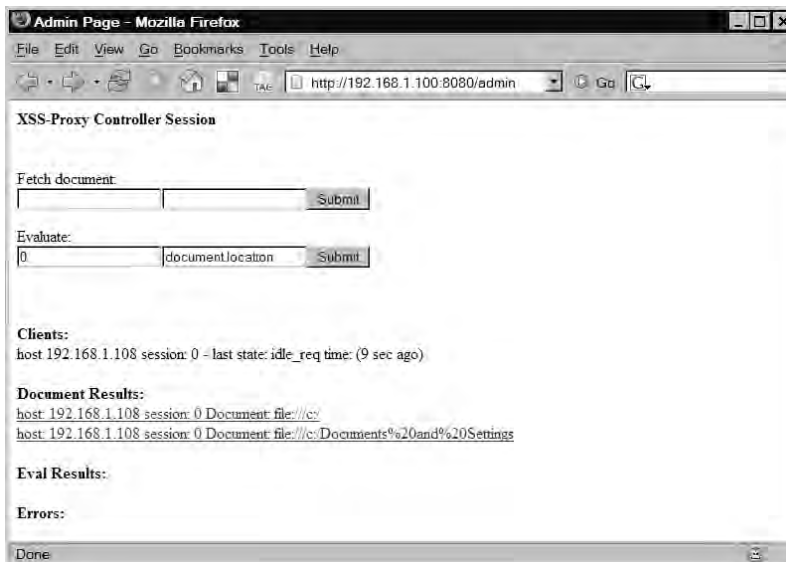 Admin Page - Mozilla Firefox
File Edit View Go Bookmarks Tools Help
TAG http://192.168.1.100:8080/admin Go G
XSS-Proxy Controller Session
Fetch document:
Submit
Evaluate:
0 document.location Submit
Clients:
host 192.168.1.108 session: 0 - last state: idle_req time: (9 sec ago)
Document Results:
host: 192.168.1.108 session: 0 Document: file:///c:/
host: 192.168.1.108 session: 0 Document: file:///c:/Documents%20and%20Settings
Eval Results:
Errors:
Done